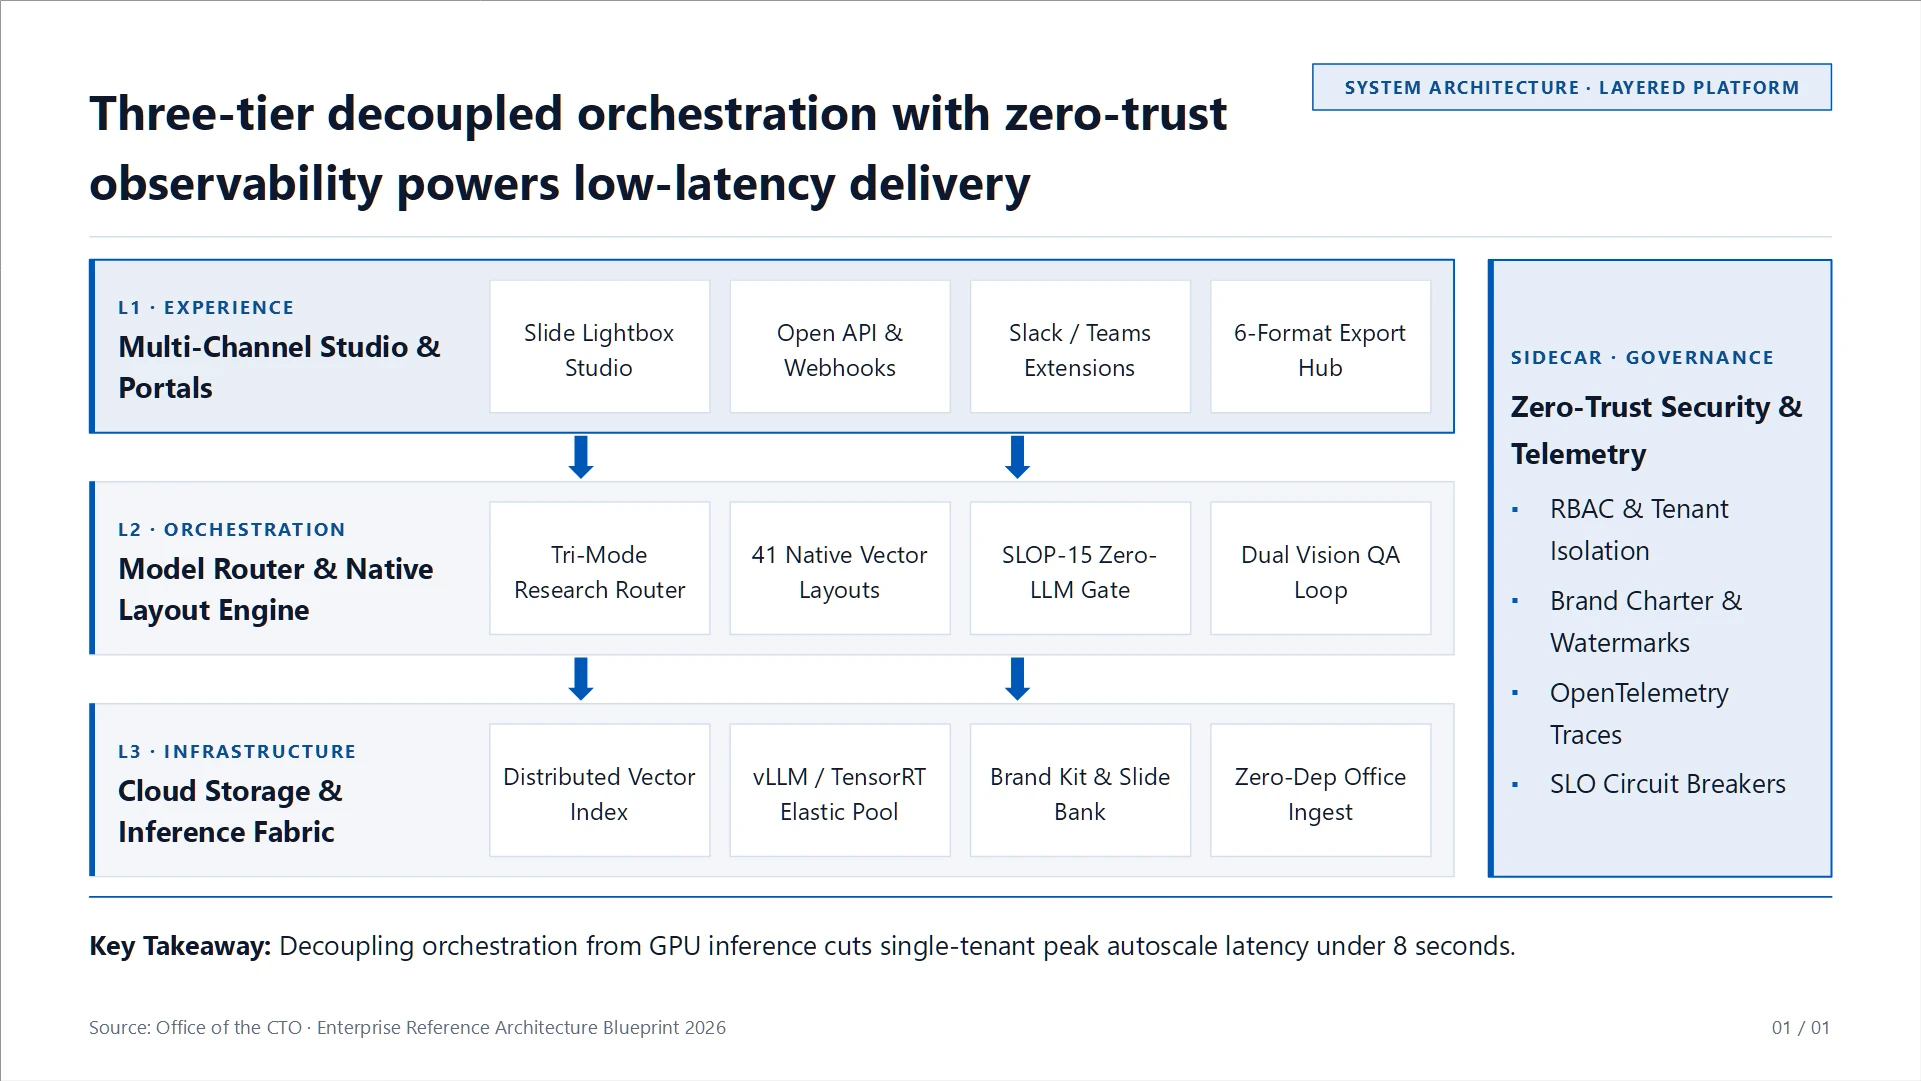 SYSTEM ARCHITECTURE · LAYERED PLATFORM
Three-tier decoupled orchestration with zero-trust
observability powers low-latency delivery
L1 · EXPERIENCE
Multi-Channel Studio &
Portals
Slide Lightbox
Studio
Open API &
Webhooks
Slack / Teams
Extensions
6-Format Export
Hub
L2 · ORCHESTRATION
Model Router & Native
Layout Engine
Tri-Mode
Research Router
41 Native Vector
Layouts
SLOP-15 Zero-
LLM Gate
Dual Vision QA
Loop
L3 · INFRASTRUCTURE
Cloud Storage &
Inference Fabric
Distributed Vector
Index
vLLM / TensorRT
Elastic Pool
Brand Kit & Slide
Bank
Zero-Dep Office
Ingest
SIDECAR · GOVERNANCE
Zero-Trust Security &
Telemetry
▪ RBAC & Tenant
Isolation
▪ Brand Charter &
Watermarks
▪ OpenTelemetry
Traces
▪ SLO Circuit Breakers
Key Takeaway: Decoupling orchestration from GPU inference cuts single-tenant peak autoscale latency under 8 seconds.
Source: Office of the CTO · Enterprise Reference Architecture Blueprint 2026
01 / 01